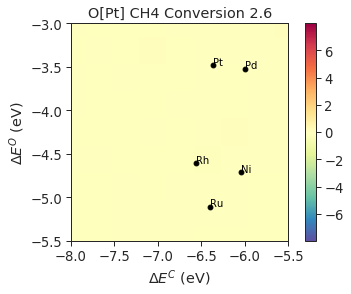 O[Pt] CH4 Conversion 2.6
−3.0
−3.5
−4.0
−4.5
−5.0
−5.5
ΔE^O (eV)
Pt
Pd
Rh
Ni
Ru
−8.0 −7.5 −7.0 −6.5 −6.0 −5.5
ΔE^C (eV)
6
4
2
0
−2
−4
−6